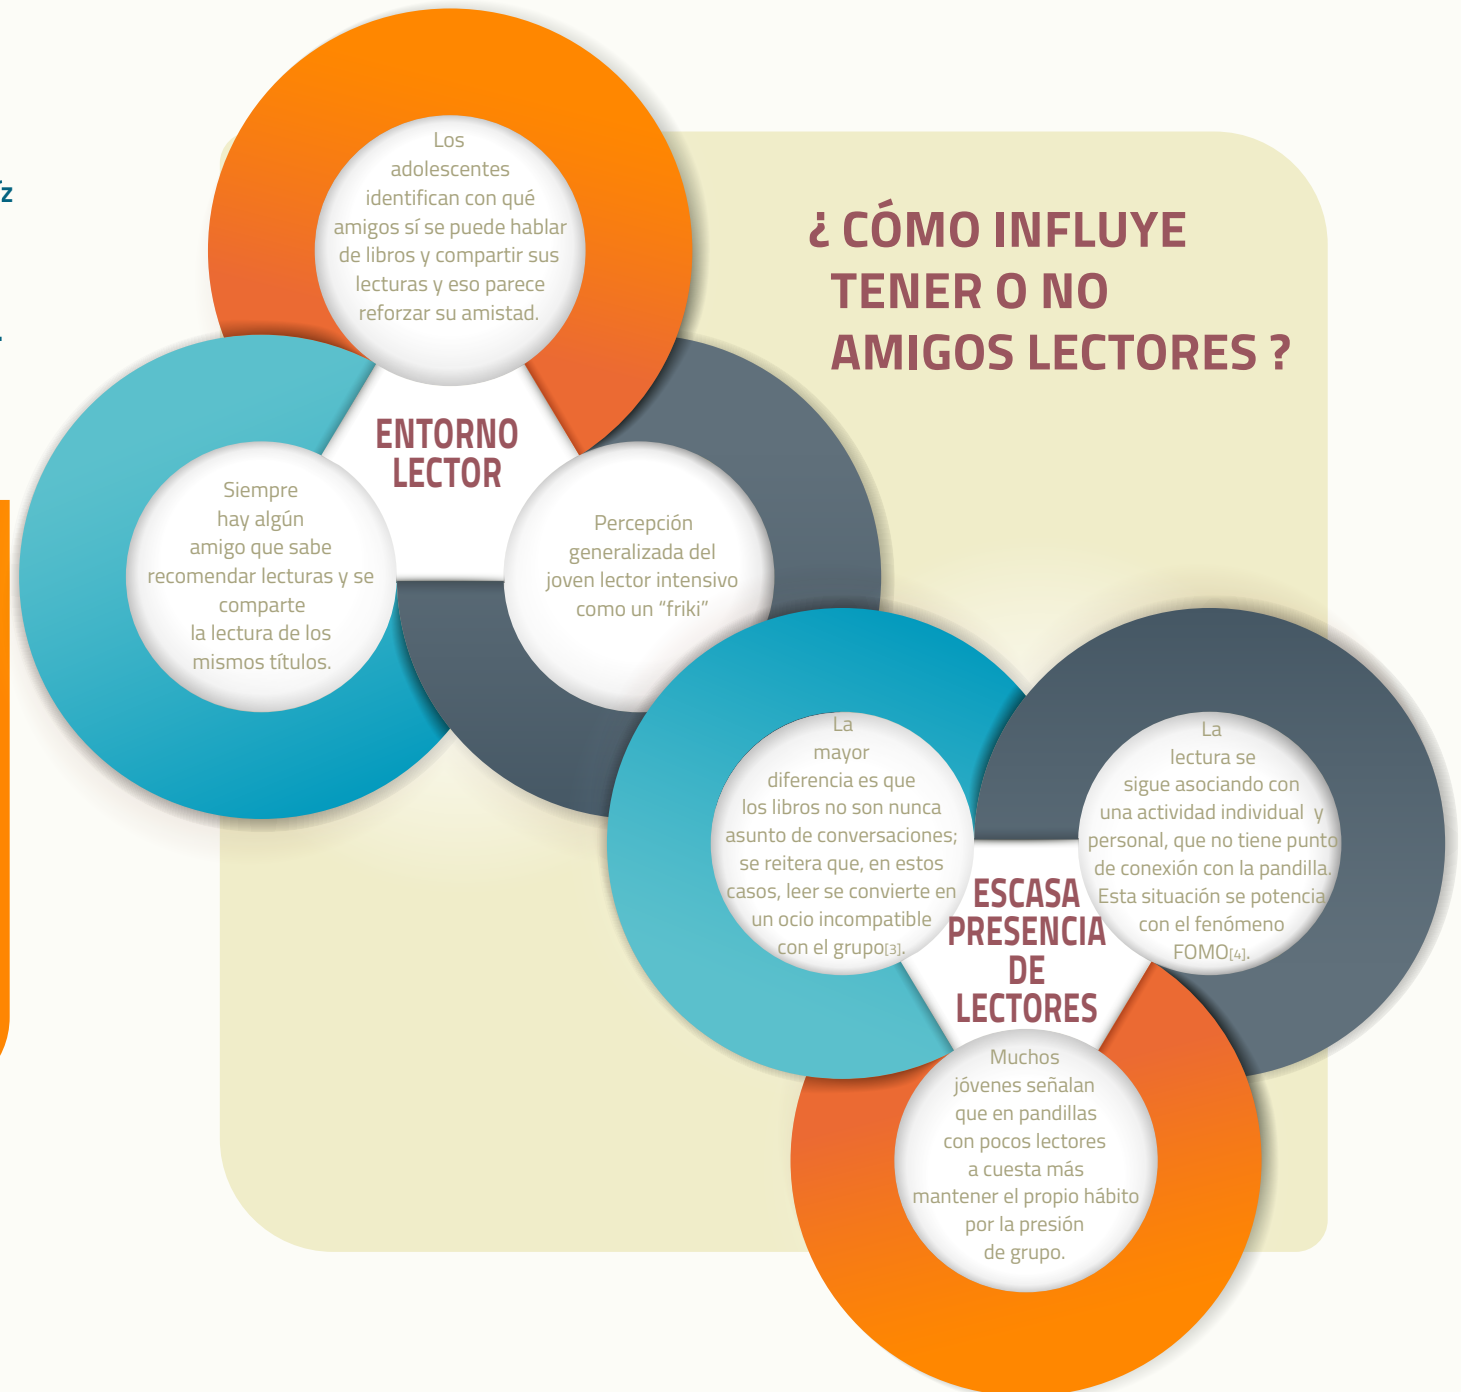 ¿ CÓMO INFLUYE
TENER O NO
AMIGOS LECTORES ?
Los
adolescentes
identifican con qué
amigos sí se puede hablar
de libros y compartir sus
lecturas y eso parece
reforzar su amistad.
ENTORNO
LECTOR
Siempre
hay algún
amigo que sabe
recomendar lecturas y se
comparte
la lectura de los
mismos títulos.
Percepción
generalizada del
joven lector intensivo
como un “friki”
La
mayor
diferencia es que
los libros no son nunca
asunto de conversaciones;
se reitera que, en estos
casos, leer se convierte en
un ocio incompatible
con el grupo[3].
La
lectura se
sigue asociando con
una actividad individual y
personal, que no tiene punto
de conexión con la pandilla.
Esta situación se potencia
con el fenómeno
FOMO[4].
ESCASA
PRESENCIA
DE
LECTORES
Muchos
jóvenes señalan
que en pandillas
con pocos lectores
a cuesta más
mantener el propio hábito
por la presión
de grupo.